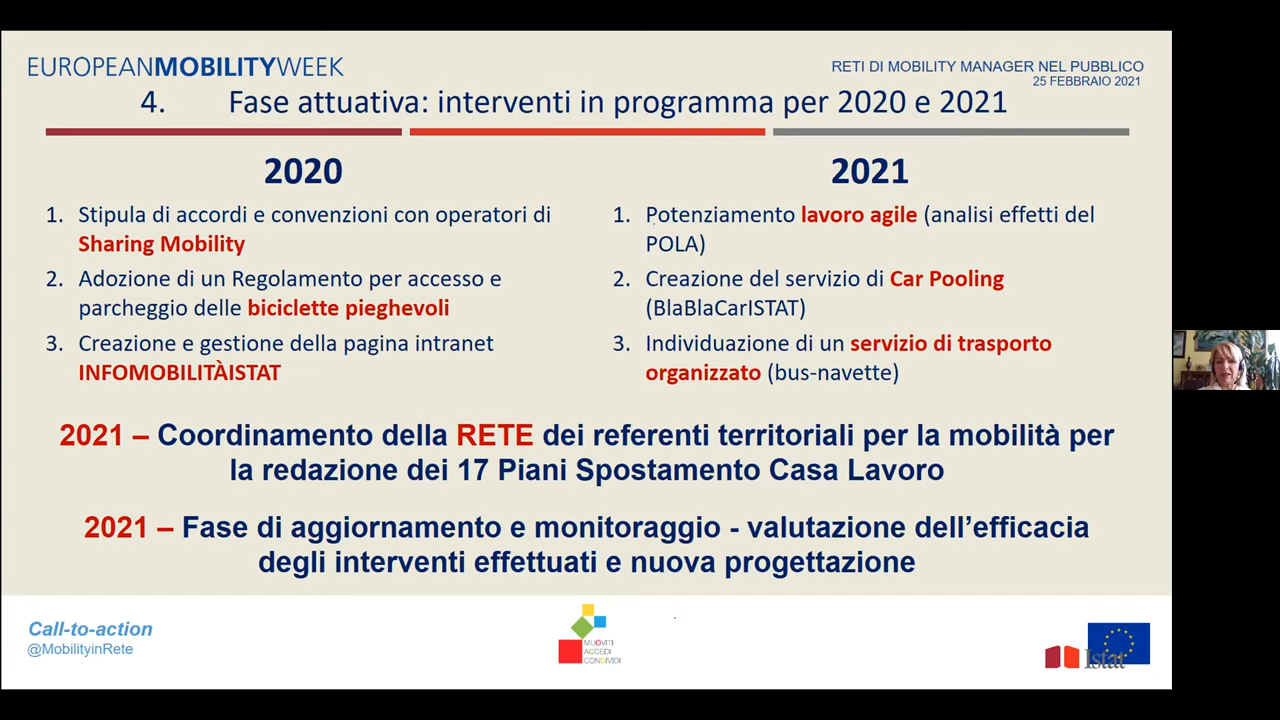 EUROPEANMOBILITYWEEK
RETI DI MOBILITY MANAGER NEL PUBBLICO
25 FEBBRAIO 2021
4. Fase attuativa: interventi in programma per 2020 e 2021
2020
1. Stipula di accordi e convenzioni con operatori di
Sharing Mobility
2. Adozione di un Regolamento per accesso e
parcheggio delle biciclette pieghevoli
3. Creazione e gestione della pagina intranet
INFOMOBILITÀISTAT
2021
1. Potenziamento lavoro agile (analisi effetti del
POLA)
2. Creazione del servizio di Car Pooling
(BlaBlaCarISTAT)
3. Individuazione di un servizio di trasporto
organizzato (bus-navette)
2021 – Coordinamento della RETE dei referenti territoriali per la mobilità per
la redazione dei 17 Piani Spostamento Casa Lavoro
2021 – Fase di aggiornamento e monitoraggio - valutazione dell’efficacia
degli interventi effettuati e nuova progettazione
Call-to-action
@MobilityinRete
MUOVITI
ACCEDI
CONDIVIDI
Istat